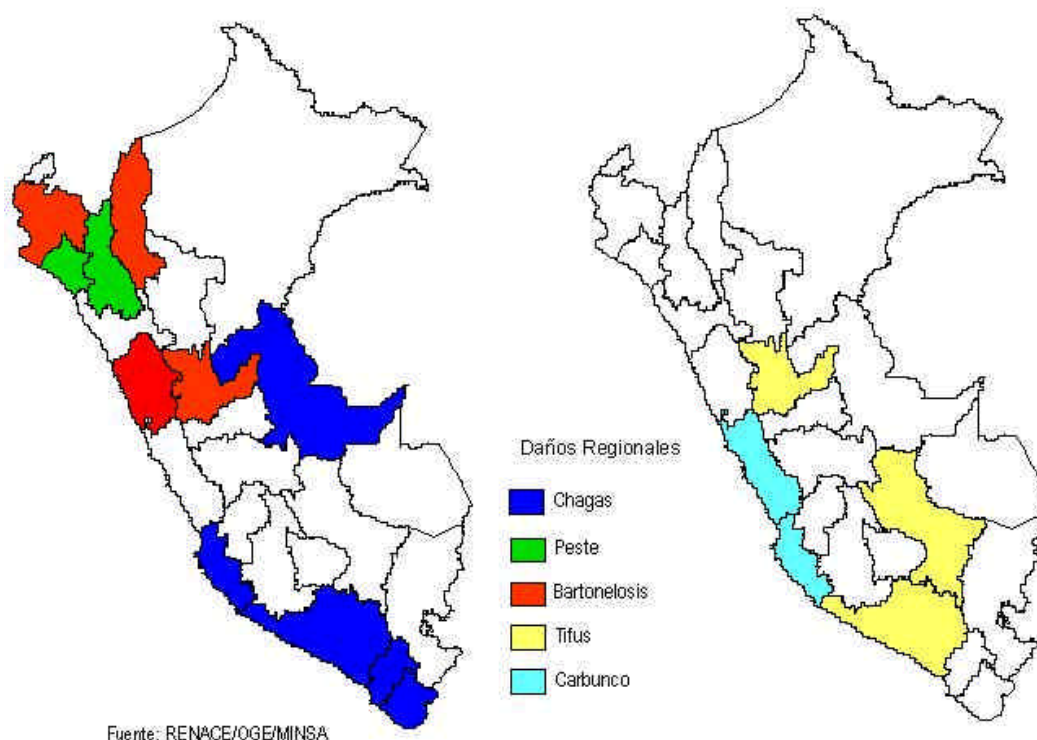 Daños Regionales
Chagas
Peste
Bartonelosis
Tifus
Carbunco
Fuente: RENACE/OGE/MINSA